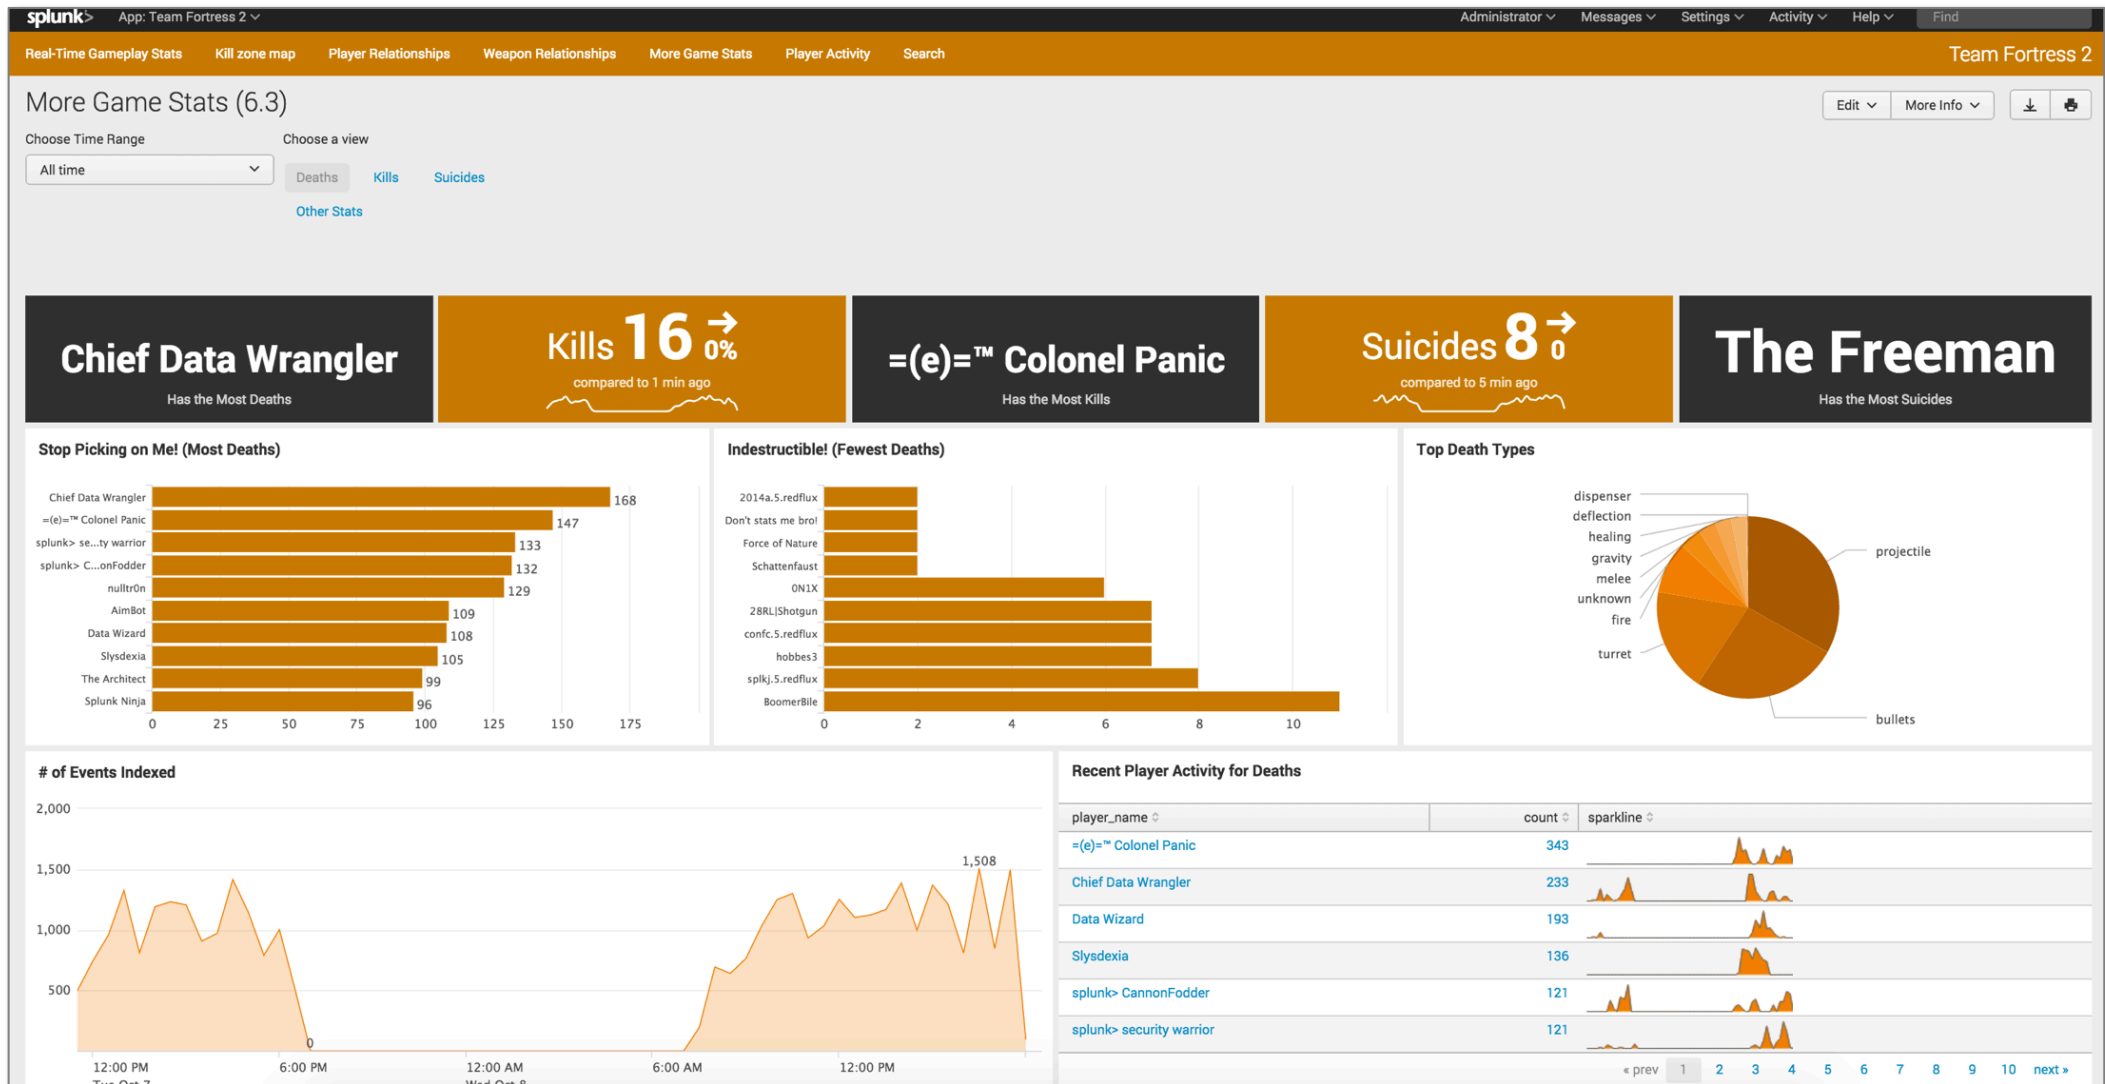 splunk> App: Team Fortress 2 Administrator Messages Settings Activity Help Find
Real-Time Gameplay Stats Kill zone map Player Relationships Weapon Relationships More Game Stats Player Activity Search Team Fortress 2
More Game Stats (6.3)
Edit More Info
Choose Time Range Choose a view
All time
Deaths Kills Suicides
Other Stats
Chief Data Wrangler
Has the Most Deaths
Kills 16 0%
compared to 1 min ago
=(e)=™ Colonel Panic
Has the Most Kills
Suicides 8 0
compared to 5 min ago
The Freeman
Has the Most Suicides
Stop Picking on Me! (Most Deaths)
Chief Data Wrangler 168
=(e)=™ Colonel Panic 147
splunk> se...ty warrior 133
splunk> C...onFodder 132
nulltr0n 129
AimBot 109
Data Wizard 108
Slysdexia 105
The Architect 99
Splunk Ninja 96
0 25 50 75 100 125 150 175
Indestructible! (Fewest Deaths)
2014a.5.redflux
Don't stats me bro!
Force of Nature
Schattenfaust
0N1X
28RL|Shotgun
confc.5.redflux
hobbes3
splkj.5.redflux
BoomerBile
0 2 4 6 8 10
Top Death Types
dispenser
deflection
healing
gravity
melee
unknown
fire
turret
projectile
bullets
# of Events Indexed
2,000
1,500
1,000
500
1,508
0
12:00 PM 6:00 PM 12:00 AM 6:00 AM 12:00 PM
Tue Oct 7 Wed Oct 8
Recent Player Activity for Deaths
player_name count sparkline
=(e)=™ Colonel Panic 343
Chief Data Wrangler 233
Data Wizard 193
Slysdexia 136
splunk> CannonFodder 121
splunk> security warrior 121
« prev 1 2 3 4 5 6 7 8 9 10 next »